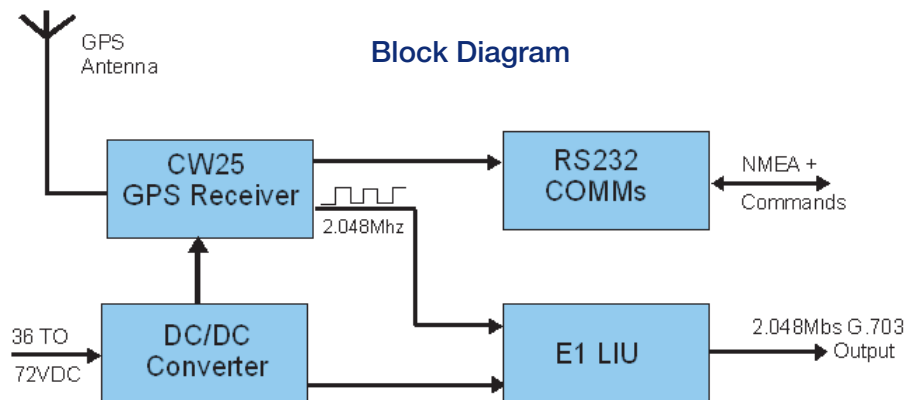 Block Diagram
GPS
Antenna
CW25
GPS Receiver
RS232
COMMs
NMEA +
Commands
2.048Mhz
36 TO
72VDC
DC/DC
Converter
E1 LIU
2.048Mbs G.703
Output